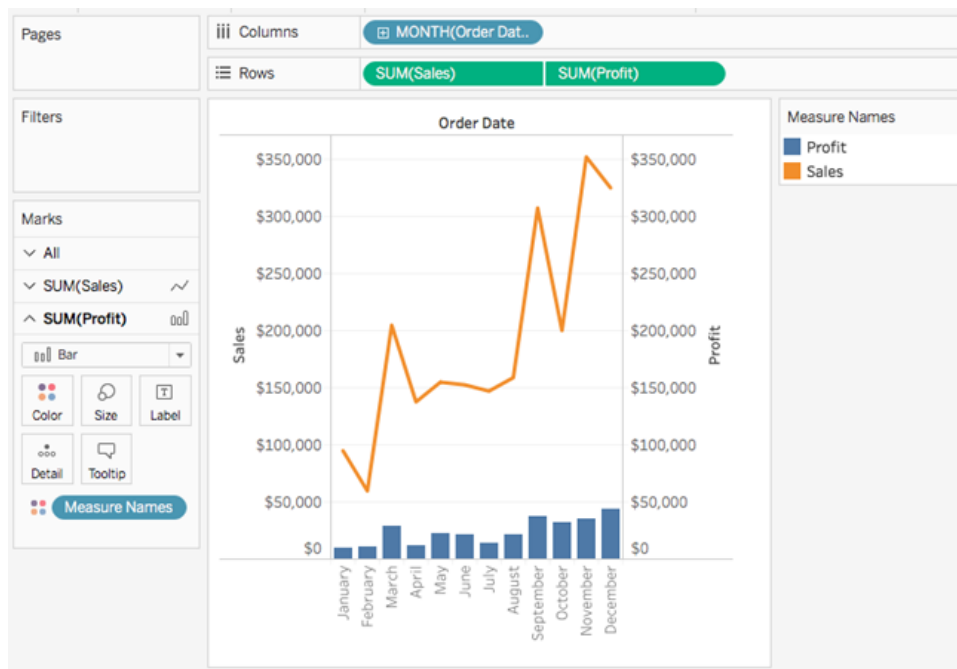 Pages
Columns
MONTH(Order Dat..
Rows
SUM(Sales)
SUM(Profit)
Filters
Marks
All
SUM(Sales)
SUM(Profit)
Bar
Color
Size
Label
Detail
Tooltip
Measure Names
Order Date
$350,000
$300,000
$250,000
$200,000
$150,000
$100,000
$50,000
$0
Sales
$350,000
$300,000
$250,000
$200,000
$150,000
$100,000
$50,000
$0
Profit
January
February
March
April
May
June
July
August
September
October
November
December
Measure Names
Profit
Sales